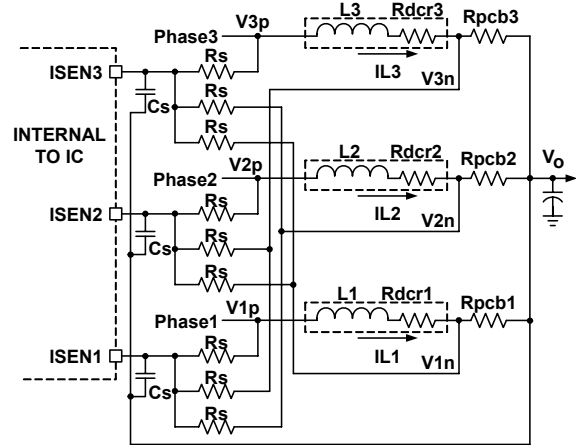 V3p
L3
Rdcr3
Rpcb3
Phase3
ISEN3
Rs
IL3
V3n
Cs
Rs
Rs
INTERNAL
TO IC
V2p
L2
Rdcr2
Rpcb2
Vo
Phase2
ISEN2
Rs
IL2
V2n
Cs
Rs
Rs
V1p
L1
Rdcr1
Rpcb1
Phase1
ISEN1
Rs
IL1
V1n
Cs
Rs
Rs